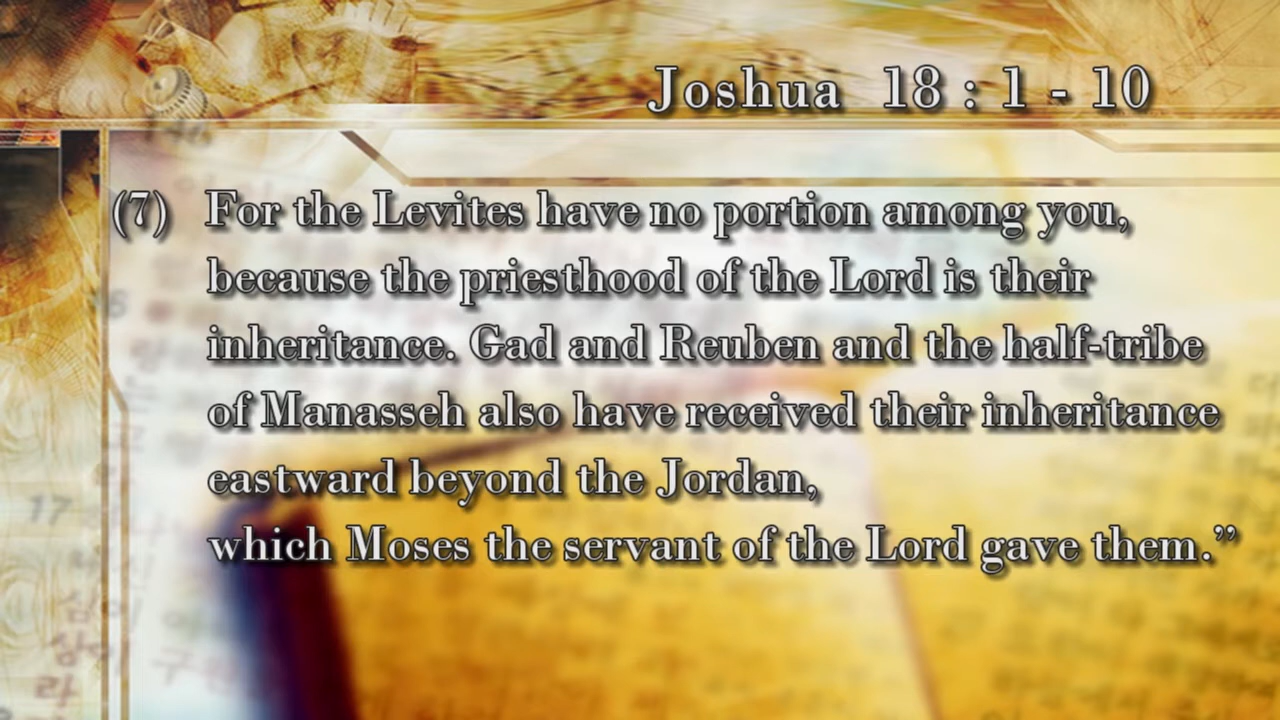 Joshua 18 : 1 - 10
(7) For the Levites have no portion among you,
because the priesthood of the Lord is their
inheritance. Gad and Reuben and the half-tribe
of Manasseh also have received their inheritance
eastward beyond the Jordan,
which Moses the servant of the Lord gave them.”
17